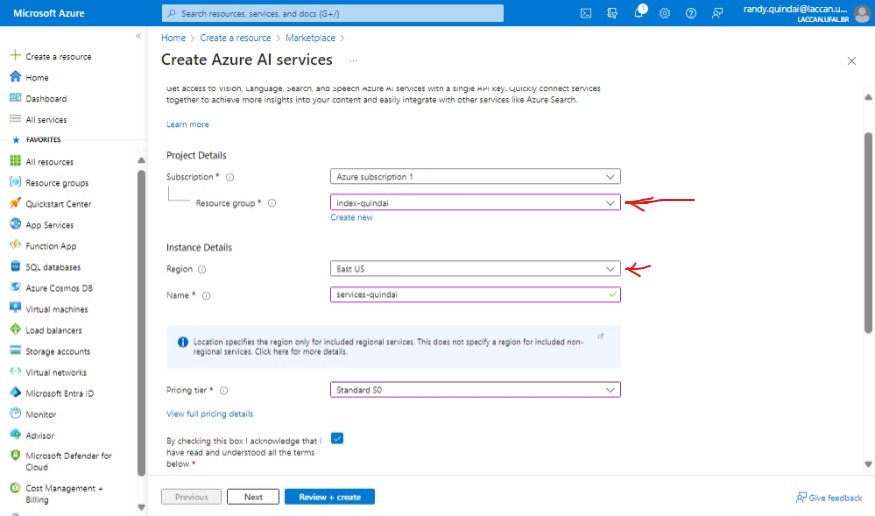 Microsoft Azure
Search resources, services, and docs (G+/)
1
randy.quindai@laccan.u...
LACCAN.UFAL.BR
Create a resource
Home
Dashboard
All services
FAVORITES
All resources
Resource groups
Quickstart Center
App Services
Function App
SQL databases
Azure Cosmos DB
Virtual machines
Load balancers
Storage accounts
Virtual networks
Microsoft Entra ID
Monitor
Advisor
Microsoft Defender for
Cloud
Cost Management +
Billing
Home > Create a resource > Marketplace >
Create Azure AI services ...
Get access to Vision, Language, Search, and Speech Azure AI services with a single API key. Quickly connect services
together to achieve more insights into your content and easily integrate with other services like Azure Search.
Learn more
Project Details
Subscription * Azure subscription 1
Resource group * index-quindai
Create new
Instance Details
Region East US
Name * services-quindai
Location specifies the region only for included regional services. This does not specify a region for included non-
regional services. Click here for more details.
Pricing tier * Standard S0
View full pricing details
By checking this box I acknowledge that I
have read and understood all the terms
below *
Previous Next Review + create Give feedback